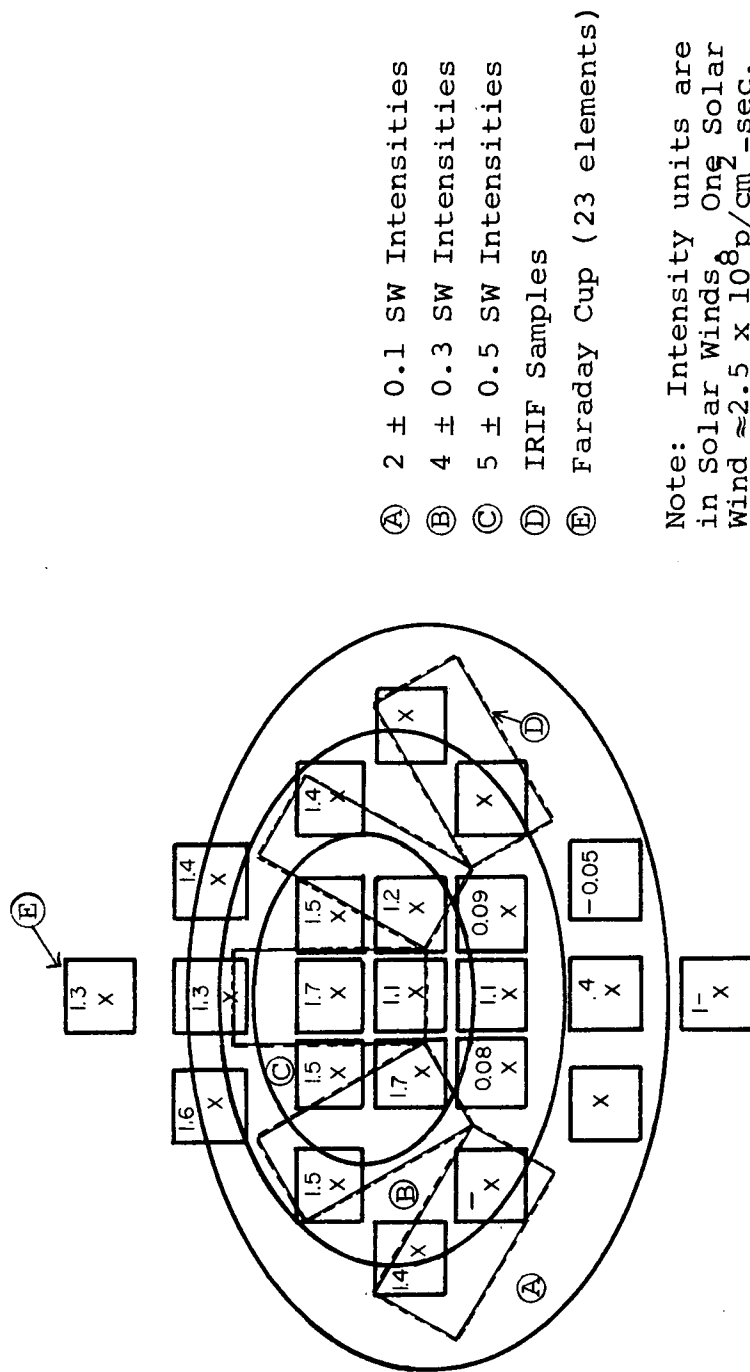 Ⓔ
1.3
X
1.6 1.3 1.4
X X X
Ⓒ
1.5 1.5 1.7 1.5 1.4
X X X X X
1.4 1.7 1.1 1.2
X Ⓑ X X X X
- 0.08 1.1 0.09
X X X X X
Ⓐ Ⓓ
.4 -0.05
X X
1-
X
Ⓐ 2 ± 0.1 SW Intensities
Ⓑ 4 ± 0.3 SW Intensities
Ⓒ 5 ± 0.5 SW Intensities
Ⓓ IRIF Samples
Ⓔ Faraday Cup (23 elements)
Note: Intensity units are
in Solar Winds. One Solar
Wind ≈2.5 x 10⁸p/cm²-sec.